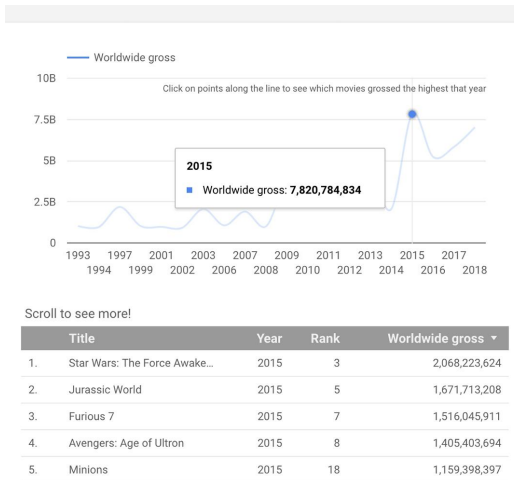 Worldwide gross
10B
Click on points along the line to see which movies grossed the highest that year
7.5B
5B
2015
Worldwide gross: 7,820,784,834
2.5B
0
1993 1997 2001 2003 2007 2009 2011 2013 2015 2017
1994 1999 2002 2006 2008 2010 2012 2014 2016 2018
Scroll to see more!
Title Year Rank Worldwide gross
1. Star Wars: The Force Awake... 2015 3 2,068,223,624
2. Jurassic World 2015 5 1,671,713,208
3. Furious 7 2015 7 1,516,045,911
4. Avengers: Age of Ultron 2015 8 1,405,403,694
5. Minions 2015 18 1,159,398,397